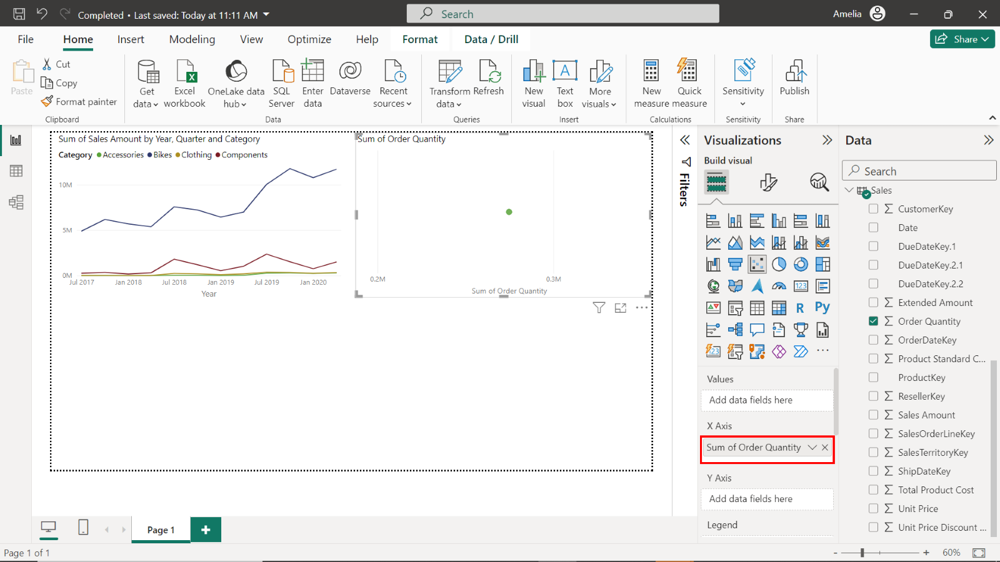 Completed • Last saved: Today at 11:11 AM
Search
Amelia
File Home Insert Modeling View Optimize Help Format Data / Drill
Share
Paste
Cut
Copy
Format painter
Clipboard
Get data
Excel workbook
OneLake data hub
SQL Server
Enter data
Dataverse
Recent sources
Data
Transform data
Refresh
Queries
New visual
Text box
More visuals
Insert
New measure
Quick measure
Calculations
Sensitivity
Sensitivity
Publish
Share
Sum of Sales Amount by Year, Quarter and Category
Category Accessories Bikes Clothing Components
10M
5M
0M
Jul 2017 Jan 2018 Jul 2018 Jan 2019 Jul 2019 Jan 2020
Year
Sum of Order Quantity
0.2M 0.3M
Sum of Order Quantity
Filters
Visualizations
Build visual
123
R
Py
123
Values
Add data fields here
X Axis
Sum of Order Quantity
Y Axis
Add data fields here
Legend
Data
Search
Sales
CustomerKey
Date
DueDateKey.1
DueDateKey.2.1
DueDateKey.2.2
Extended Amount
Order Quantity
OrderDateKey
Product Standard C...
ProductKey
ResellerKey
Sales Amount
SalesOrderLineKey
SalesTerritoryKey
ShipDateKey
Total Product Cost
Unit Price
Unit Price Discount ...
Page 1
Page 1 of 1
- + 60%